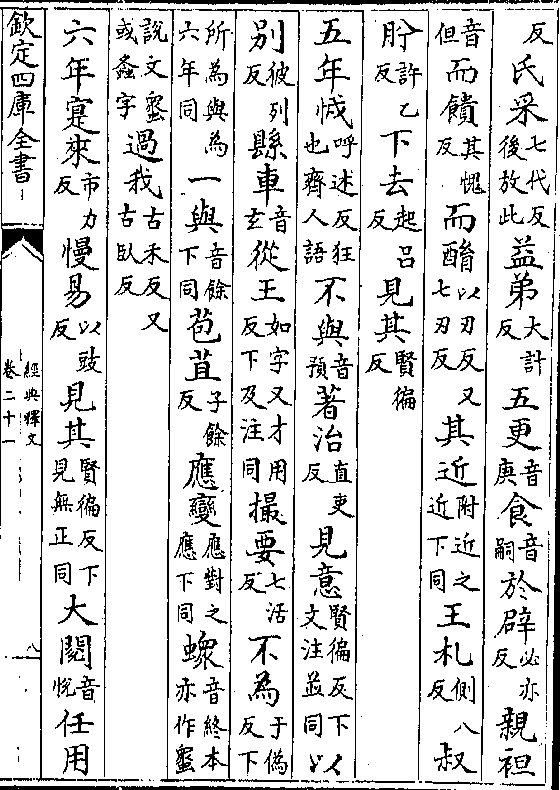 反氏采七代反後放此益弟大計反五更音庚食音嗣於辟必亦反親袒
音但而饋其愧反而酳以刃反又七刃反其近附近之近下同王札側八反叔
肸許乙反下去起呂反見其賢徧反
五年怴呼述反狂也齊人語不與音預著治直吏反見意賢徧反下文注並同以
别彼列反縣車音玄從王如字又才用反下及注同撮要七活反不為于偽反下
所為與為六年同一與音餘下同苞苴子餘反應變應對之應下同䗥音終本亦作螽
說文螽或螽字過我古禾反又古臥反
六年寔來市力反慢易以豉反見其賢徧反下見無正同大閱音悅任用
欽定四庫全書
經典釋文
卷二十一
八